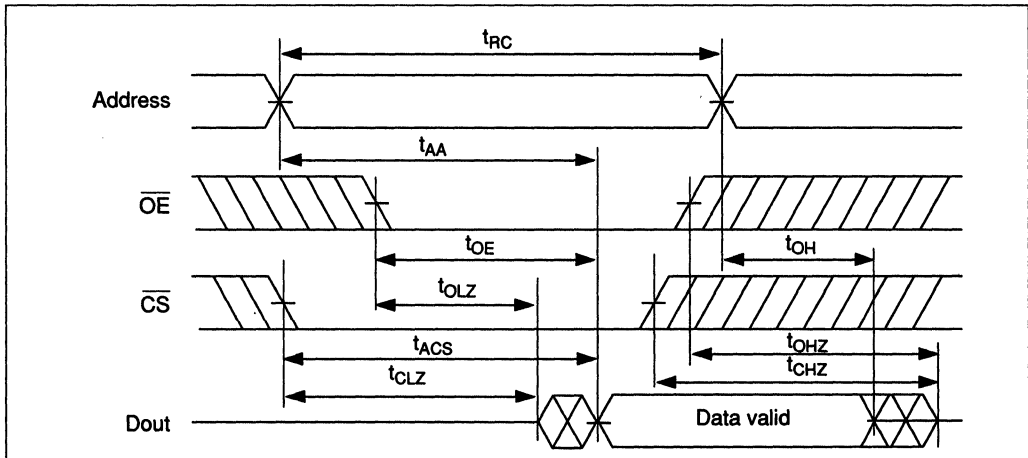 tRC
Address
tAA
OE
tOE
tOH
tOLZ
CS
tACS
tOHZ
tCLZ
tCHZ
Dout
Data valid